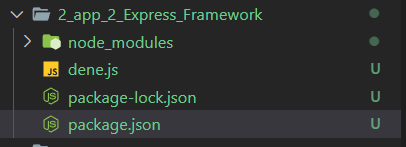 2_app_2_Express_Framework
node_modules
JS dene.js U
package-lock.json U
package.json U